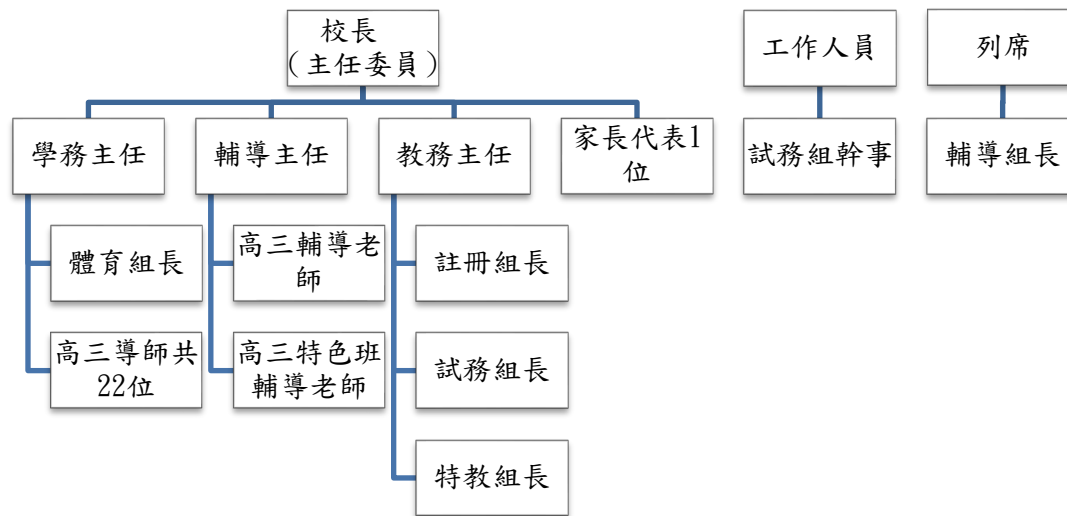 校長
（主任委員）
工作人員
列席
學務主任
輔導主任
教務主任
家長代表1
位
試務組幹事
輔導組長
體育組長
高三輔導老
師
註冊組長
高三導師共
22位
高三特色班
輔導老師
試務組長
特教組長